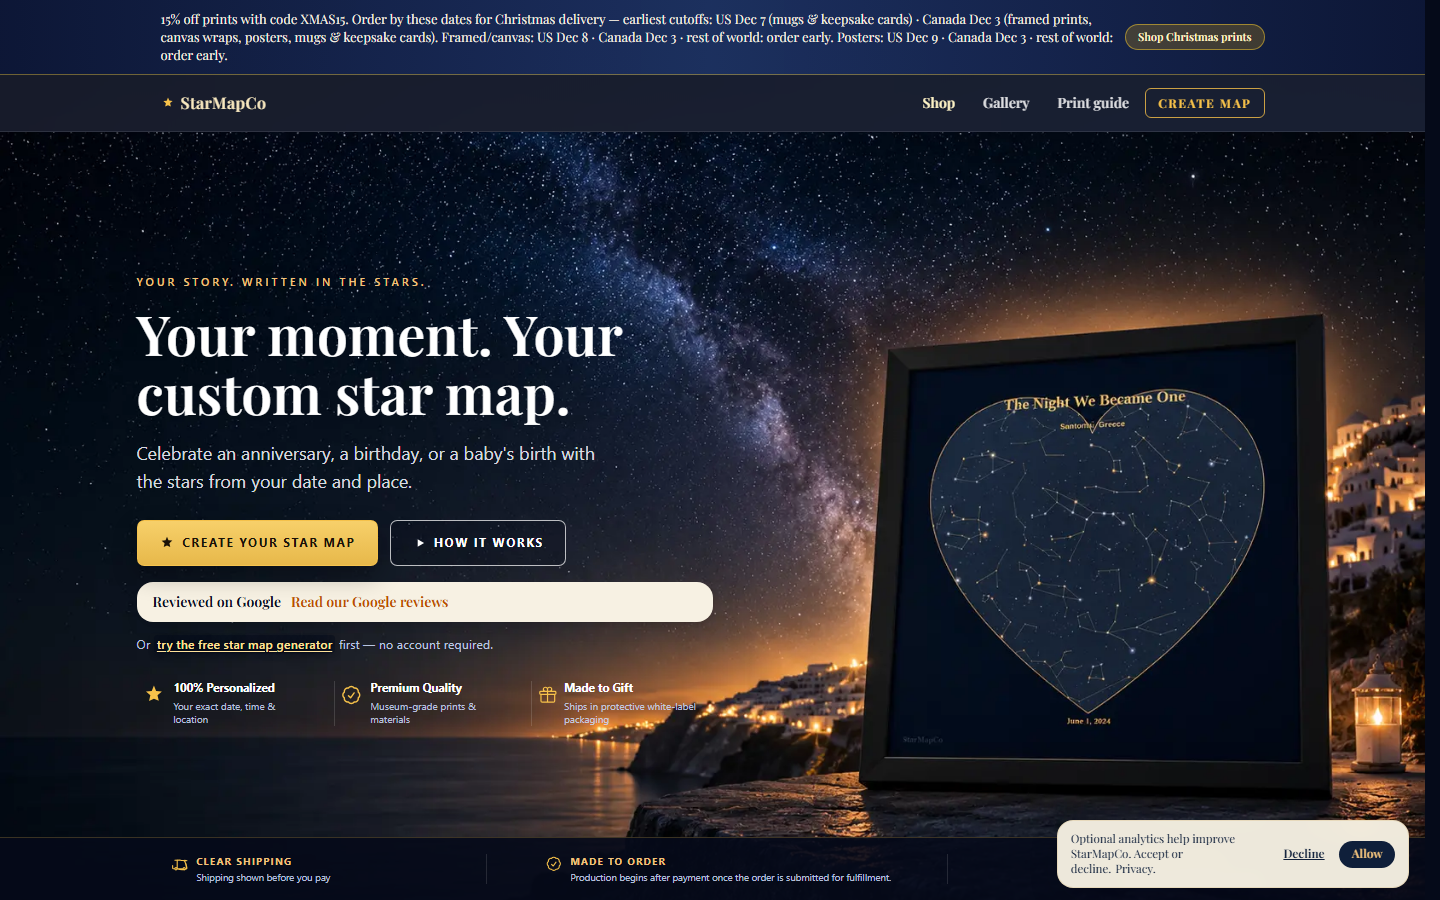 15% off prints with code XMAS15. Order by these dates for Christmas delivery — earliest cutoffs: US Dec 7 (mugs & keepsake cards) · Canada Dec 3 (framed prints,
canvas wraps, posters, mugs & keepsake cards). Framed/canvas: US Dec 8 · Canada Dec 3 · rest of world: order early. Posters: US Dec 9 · Canada Dec 3 · rest of world:
order early.
Shop Christmas prints
StarMapCo
Shop
Gallery
Print guide
CREATE MAP
YOUR STORY. WRITTEN IN THE STARS.
Your moment. Your
custom star map.
Celebrate an anniversary, a birthday, or a baby's birth with
the stars from your date and place.
CREATE YOUR STAR MAP
HOW IT WORKS
Reviewed on Google Read our Google reviews
Or try the free star map generator first — no account required.
100% Personalized
Your exact date, time &
location
Premium Quality
Museum-grade prints &
materials
Made to Gift
Ships in protective white-label
packaging
The Night We Became One
Santorini, Greece
June 1, 2024
StarMapCo
CLEAR SHIPPING
Shipping shown before you pay
MADE TO ORDER
Production begins after payment once the order is submitted for fulfillment.
Optional analytics help improve
StarMapCo. Accept or
decline. Privacy.
Decline
Allow